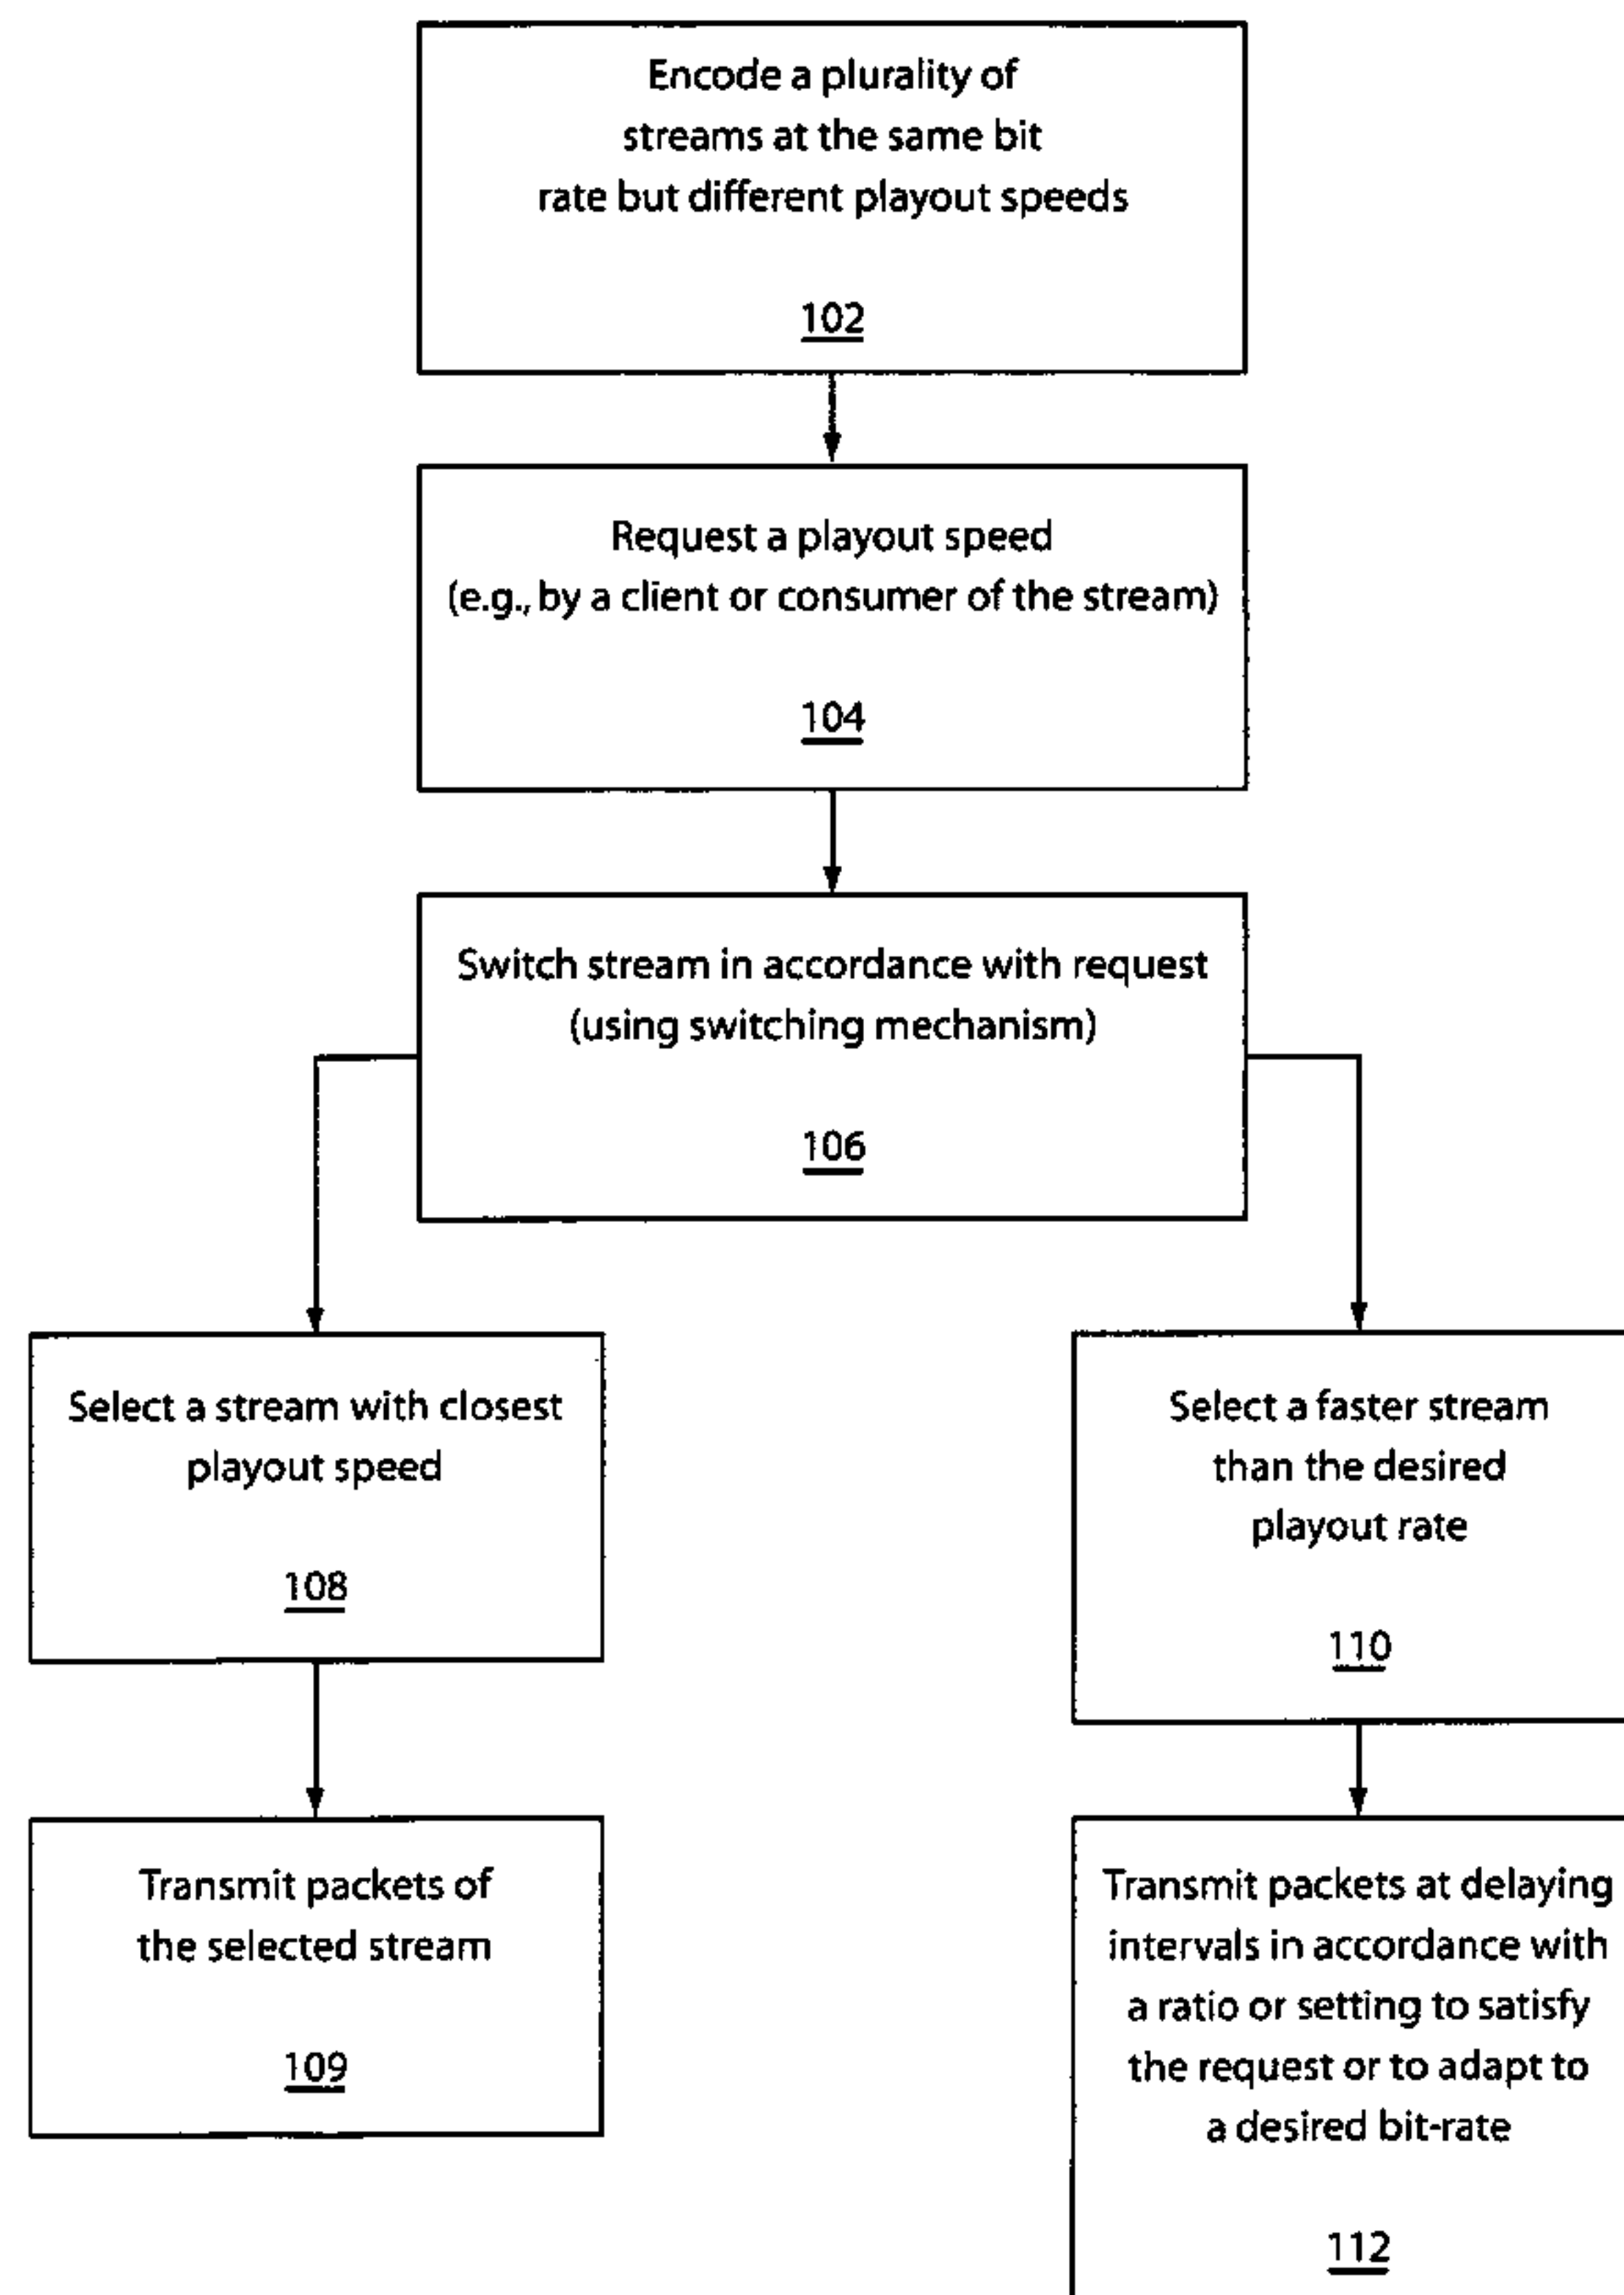 Encode a plurality of
streams at the same bit
rate but different playout speeds
102
Request a playout speed
(e.g., by a client or consumer of the stream)
104
Switch stream in accordance with request
(using switching mechanism)
106
Select a stream with closest
playout speed
108
Select a faster stream
than the desired
playout rate
110
Transmit packets of
the selected stream
109
Transmit packets at delaying
intervals in accordance with
a ratio or setting to satisfy
the request or to adapt to
a desired bit-rate
112